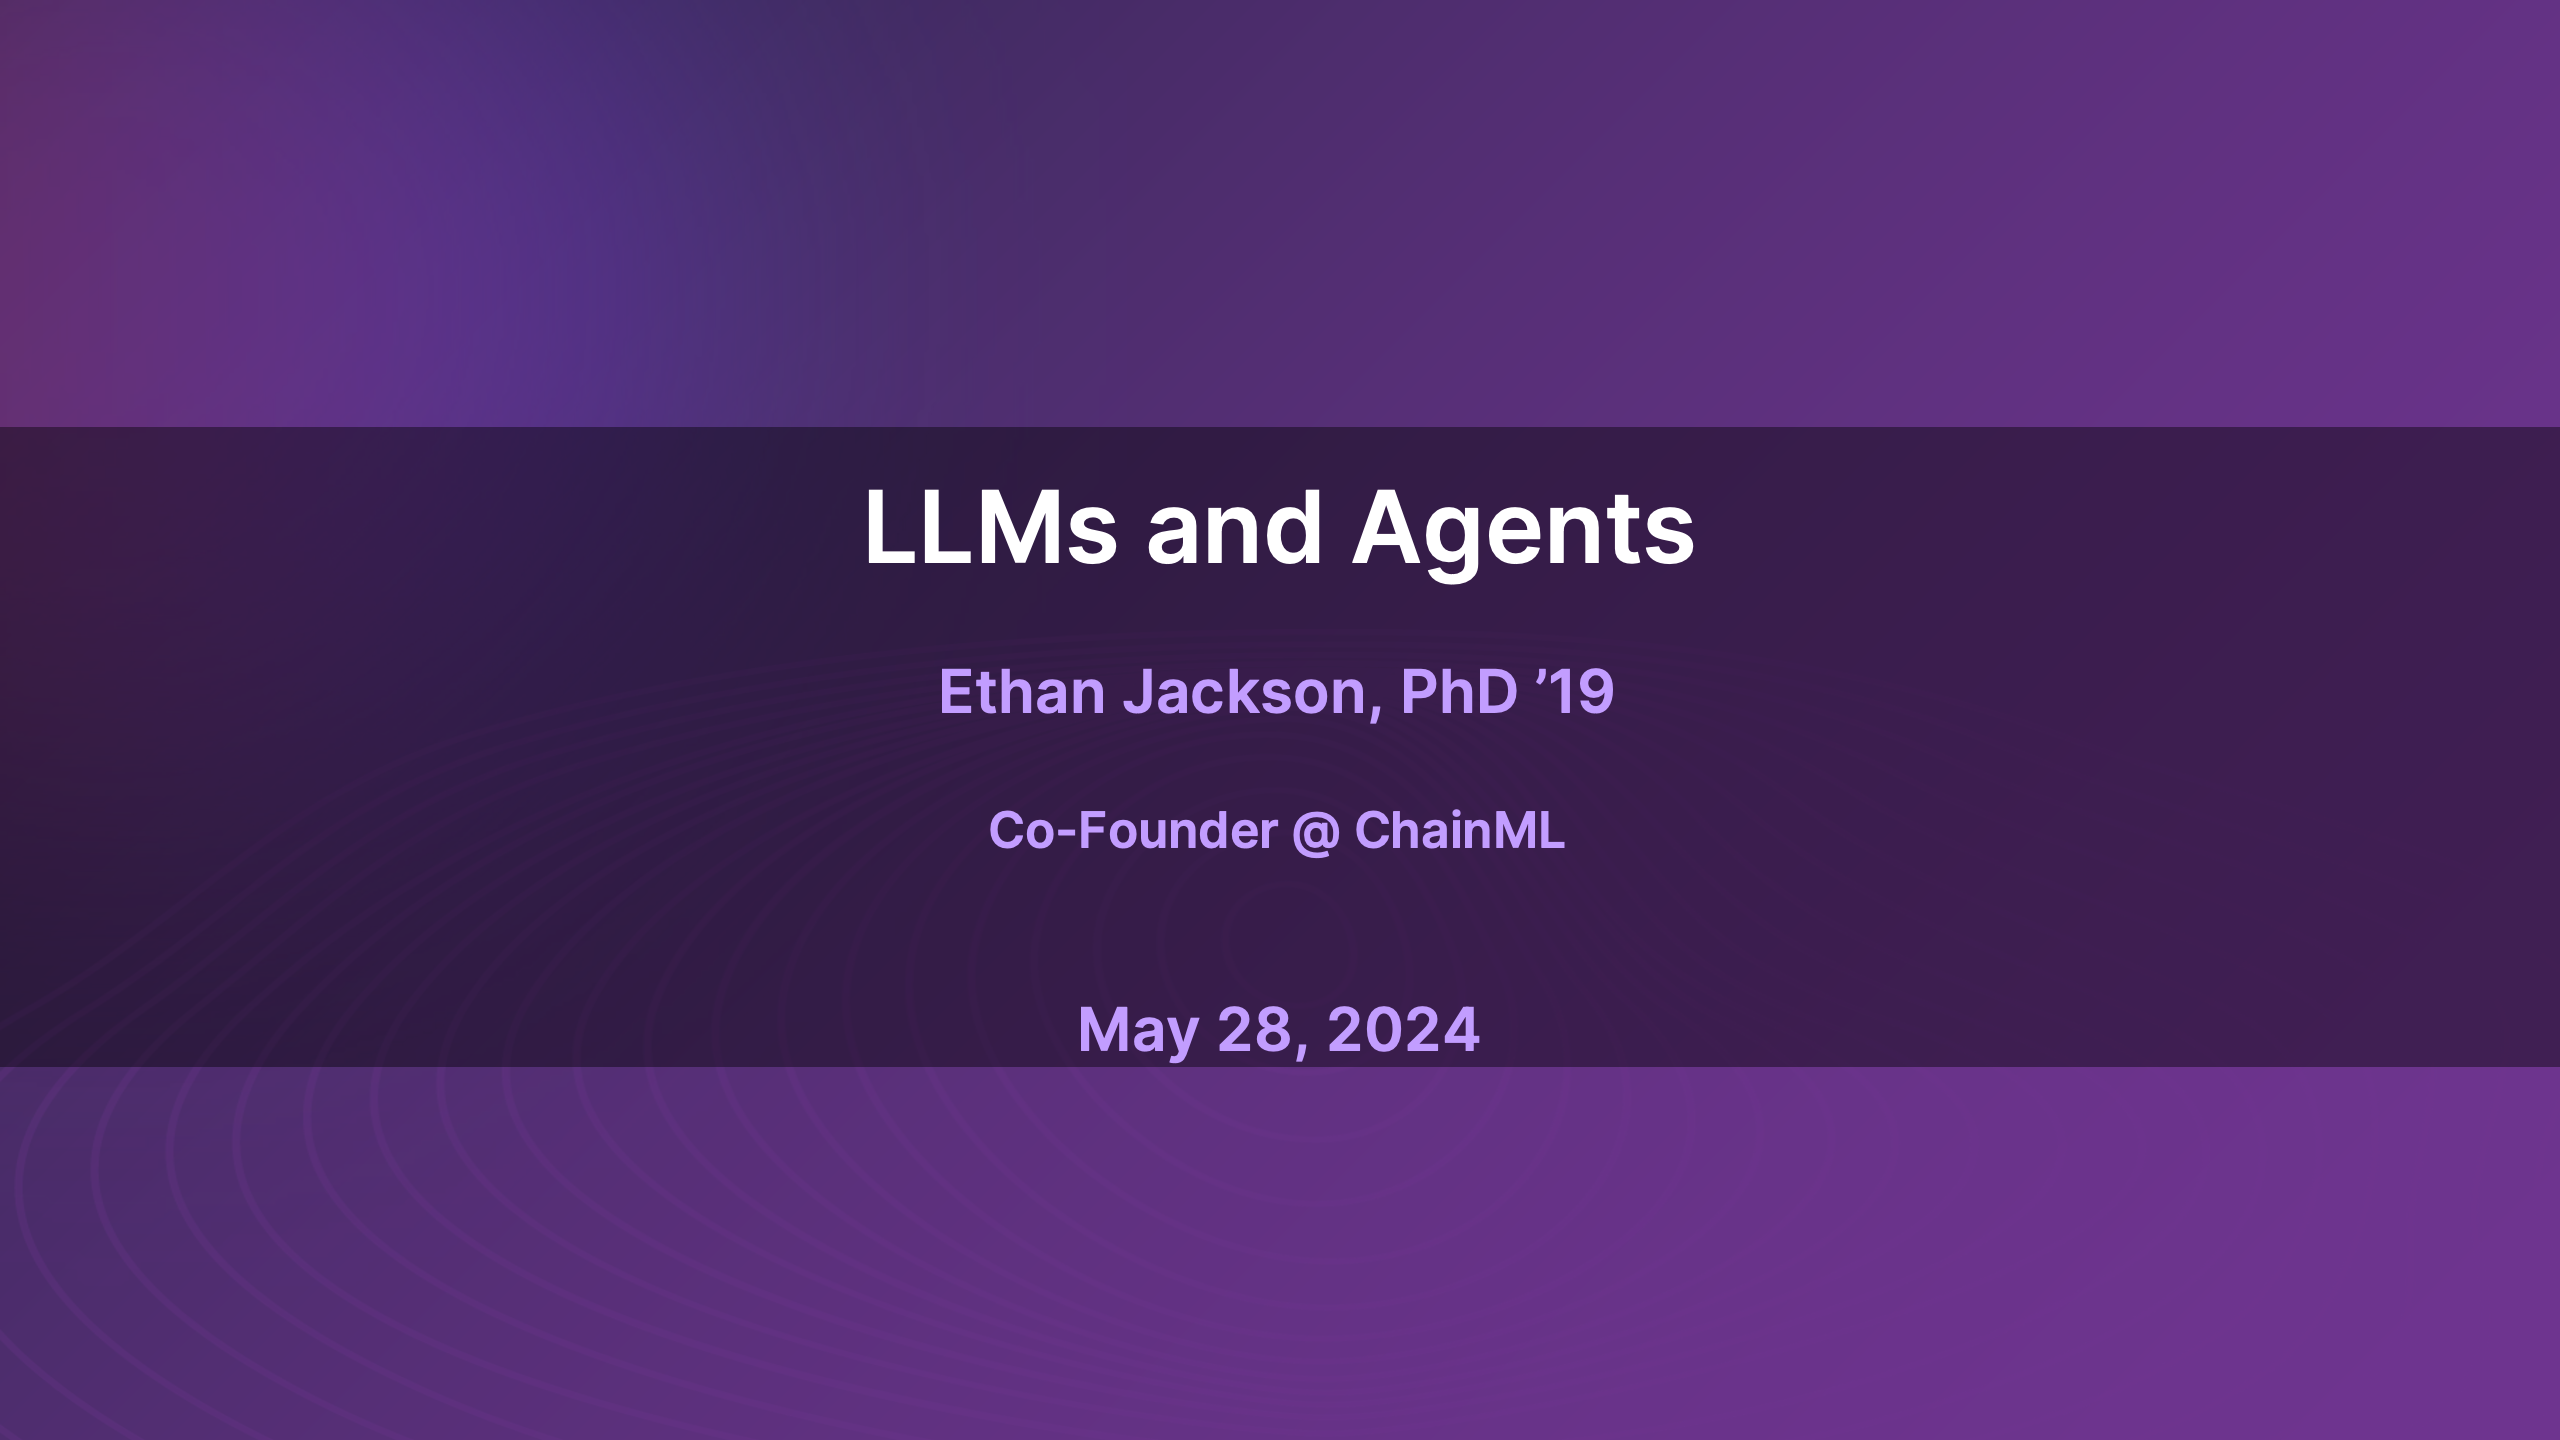 LLMs and Agents
Ethan Jackson, PhD ’19
Co-Founder @ ChainML
May 28, 2024